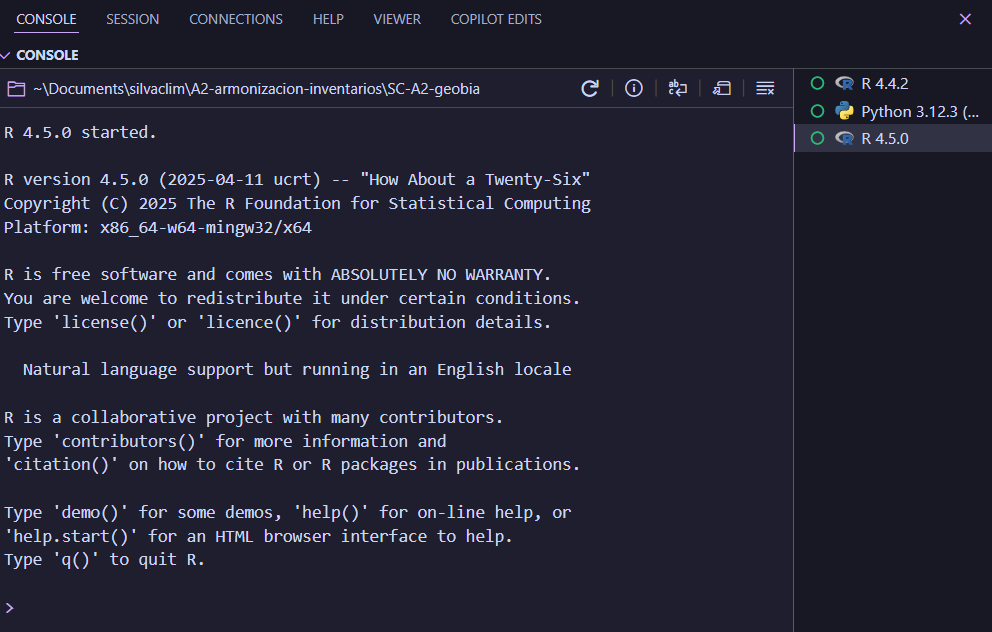 CONSOLE SESSION CONNECTIONS HELP VIEWER COPILOT EDITS
CONSOLE
~\Documents\silvaclim\A2-armonizacion-inventarios\SC-A2-geobia
R 4.5.0 started.
R version 4.5.0 (2025-04-11 ucrt) -- "How About a Twenty-Six"
Copyright (C) 2025 The R Foundation for Statistical Computing
Platform: x86_64-w64-mingw32/x64
R is free software and comes with ABSOLUTELY NO WARRANTY.
You are welcome to redistribute it under certain conditions.
Type 'license()' or 'licence()' for distribution details.
Natural language support but running in an English locale
R is a collaborative project with many contributors.
Type 'contributors()' for more information and
'citation()' on how to cite R or R packages in publications.
Type 'demo()' for some demos, 'help()' for on-line help, or
'help.start()' for an HTML browser interface to help.
Type 'q()' to quit R.
>
R 4.4.2
Python 3.12.3 (...
R 4.5.0